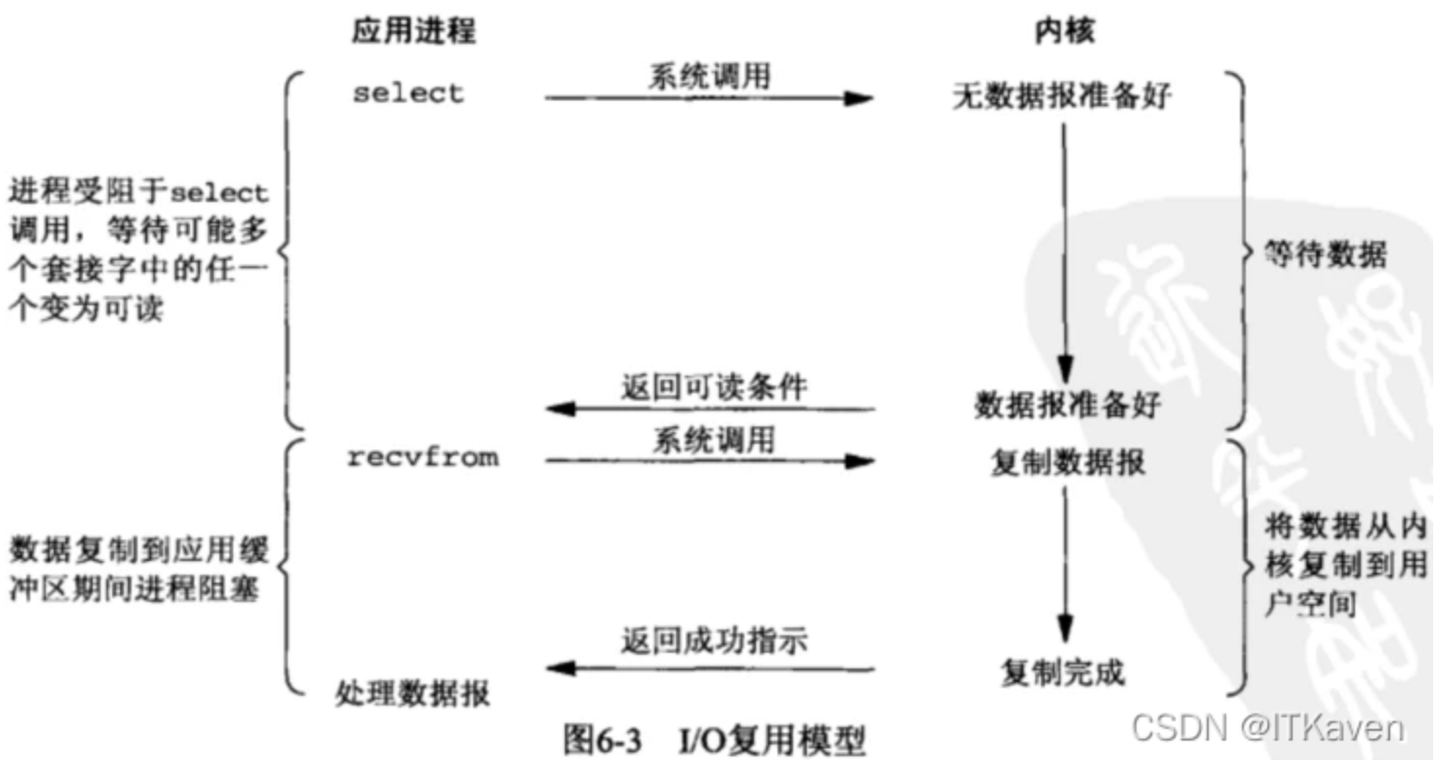 应用进程
内核
select
系统调用
无数据报准备好
进程受阻于select
调用，等待可能多
个套接字中的任一
个变为可读
等待数据
返回可读条件
数据报准备好
recvfrom
系统调用
复制数据报
数据复制到应用缓
冲区期间进程阻塞
将数据从内
核复制到用
户空间
返回成功指示
复制完成
处理数据报
图6-3 I/O复用模型
CSDN @ITKaven